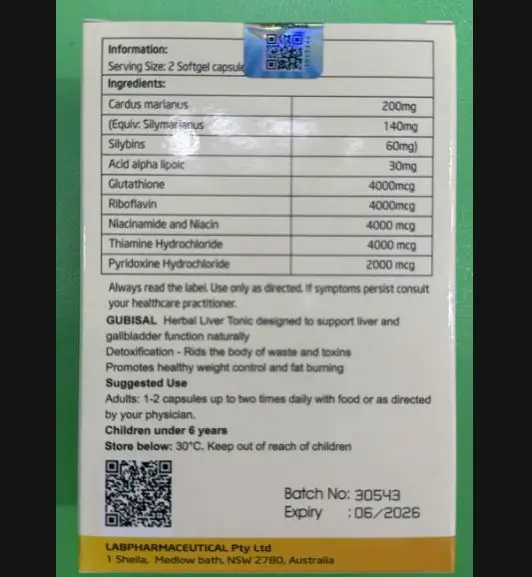 Information:
Serving Size: 2 Softgel capsule
Ingredients:
Cardus marianus 200mg
(Equiv: Silymarianus 140mg
Silybins 60mg)
Acid alpha lipoic 30mg
Glutathione 4000mcg
Riboflavin 4000mcg
Niacinamide and Niacin 4000 mcg
Thiamine Hydrochloride 4000 mcg
Pyridoxine Hydrochloride 2000 mcg
Always read the label. Use only as directed. If symptoms persist consult
your healthcare practitioner.
GUBISAL Herbal Liver Tonic designed to support liver and
gallbladder function naturally
Detoxification - Rids the body of waste and toxins
Promotes healthy weight control and fat burning
Suggested Use
Adults: 1-2 capsules up to two times daily with food or as directed
by your physician.
Children under 6 years
Store below: 30°C. Keep out of reach of children
Batch No: 30543
Expiry :06/2026
LABPHARMACEUTICAL Pty Ltd
1 Sheila, Medlow bath, NSW 2780, Australia